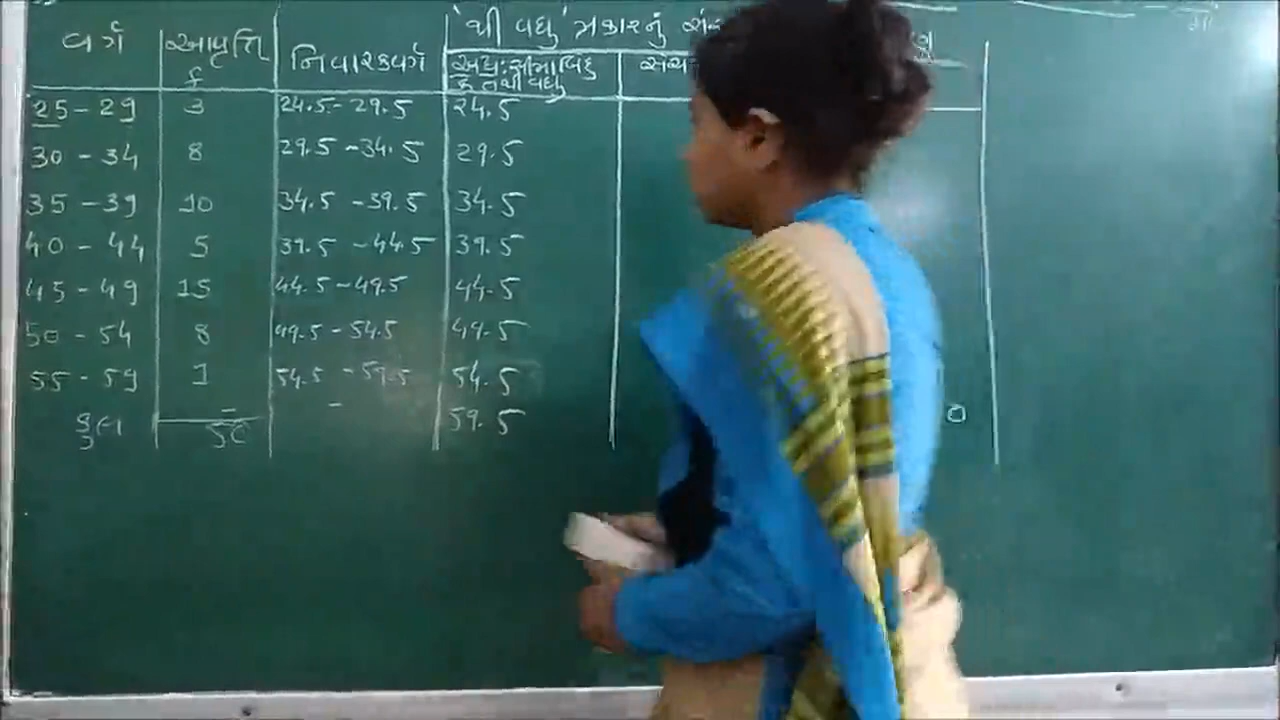 વર્ગ આવૃત્તિ f નિવારકવર્ગ 'થી વધુ' પ્રકારનું
અધ: સીમાબિંદુ કે તેથી વધુ
25 - 29 3 24.5 - 29.5 24.5
30 - 34 8 29.5 - 34.5 29.5
35 - 39 10 34.5 - 39.5 34.5
40 - 44 5 39.5 - 44.5 39.5
45 - 49 15 44.5 - 49.5 44.5
50 - 54 8 49.5 - 54.5 49.5
55 - 59 1 54.5 - 59.5 54.5
કુલ - 59.5 0